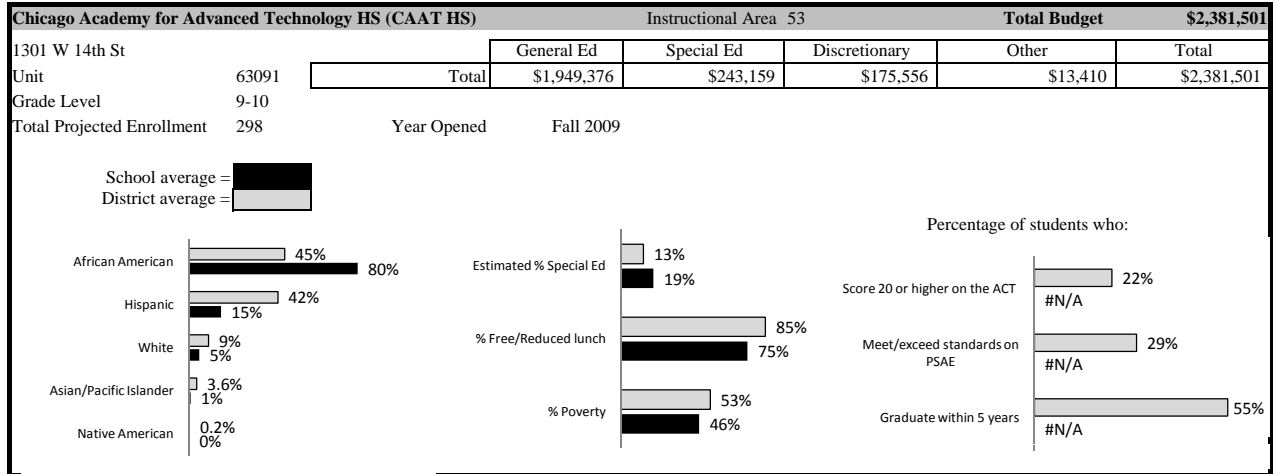 Chicago Academy for Advanced Technology HS (CAAT HS) Instructional Area 53 Total Budget $2,381,501
1301 W 14th St General Ed Special Ed Discretionary Other Total
Unit 63091 Total $1,949,376 $243,159 $175,556 $13,410 $2,381,501
Grade Level 9-10
Total Projected Enrollment 298 Year Opened Fall 2009
School average =
District average =
African American 45%
80%
Hispanic 42%
15%
White 9%
5%
Asian/Pacific Islander 3.6%
1%
Native American 0.2%
0%
Estimated % Special Ed 13%
19%
% Free/Reduced lunch 85%
75%
% Poverty 53%
46%
Percentage of students who:
Score 20 or higher on the ACT 22%
#N/A
Meet/exceed standards on
PSAE 29%
#N/A
Graduate within 5 years 55%
#N/A